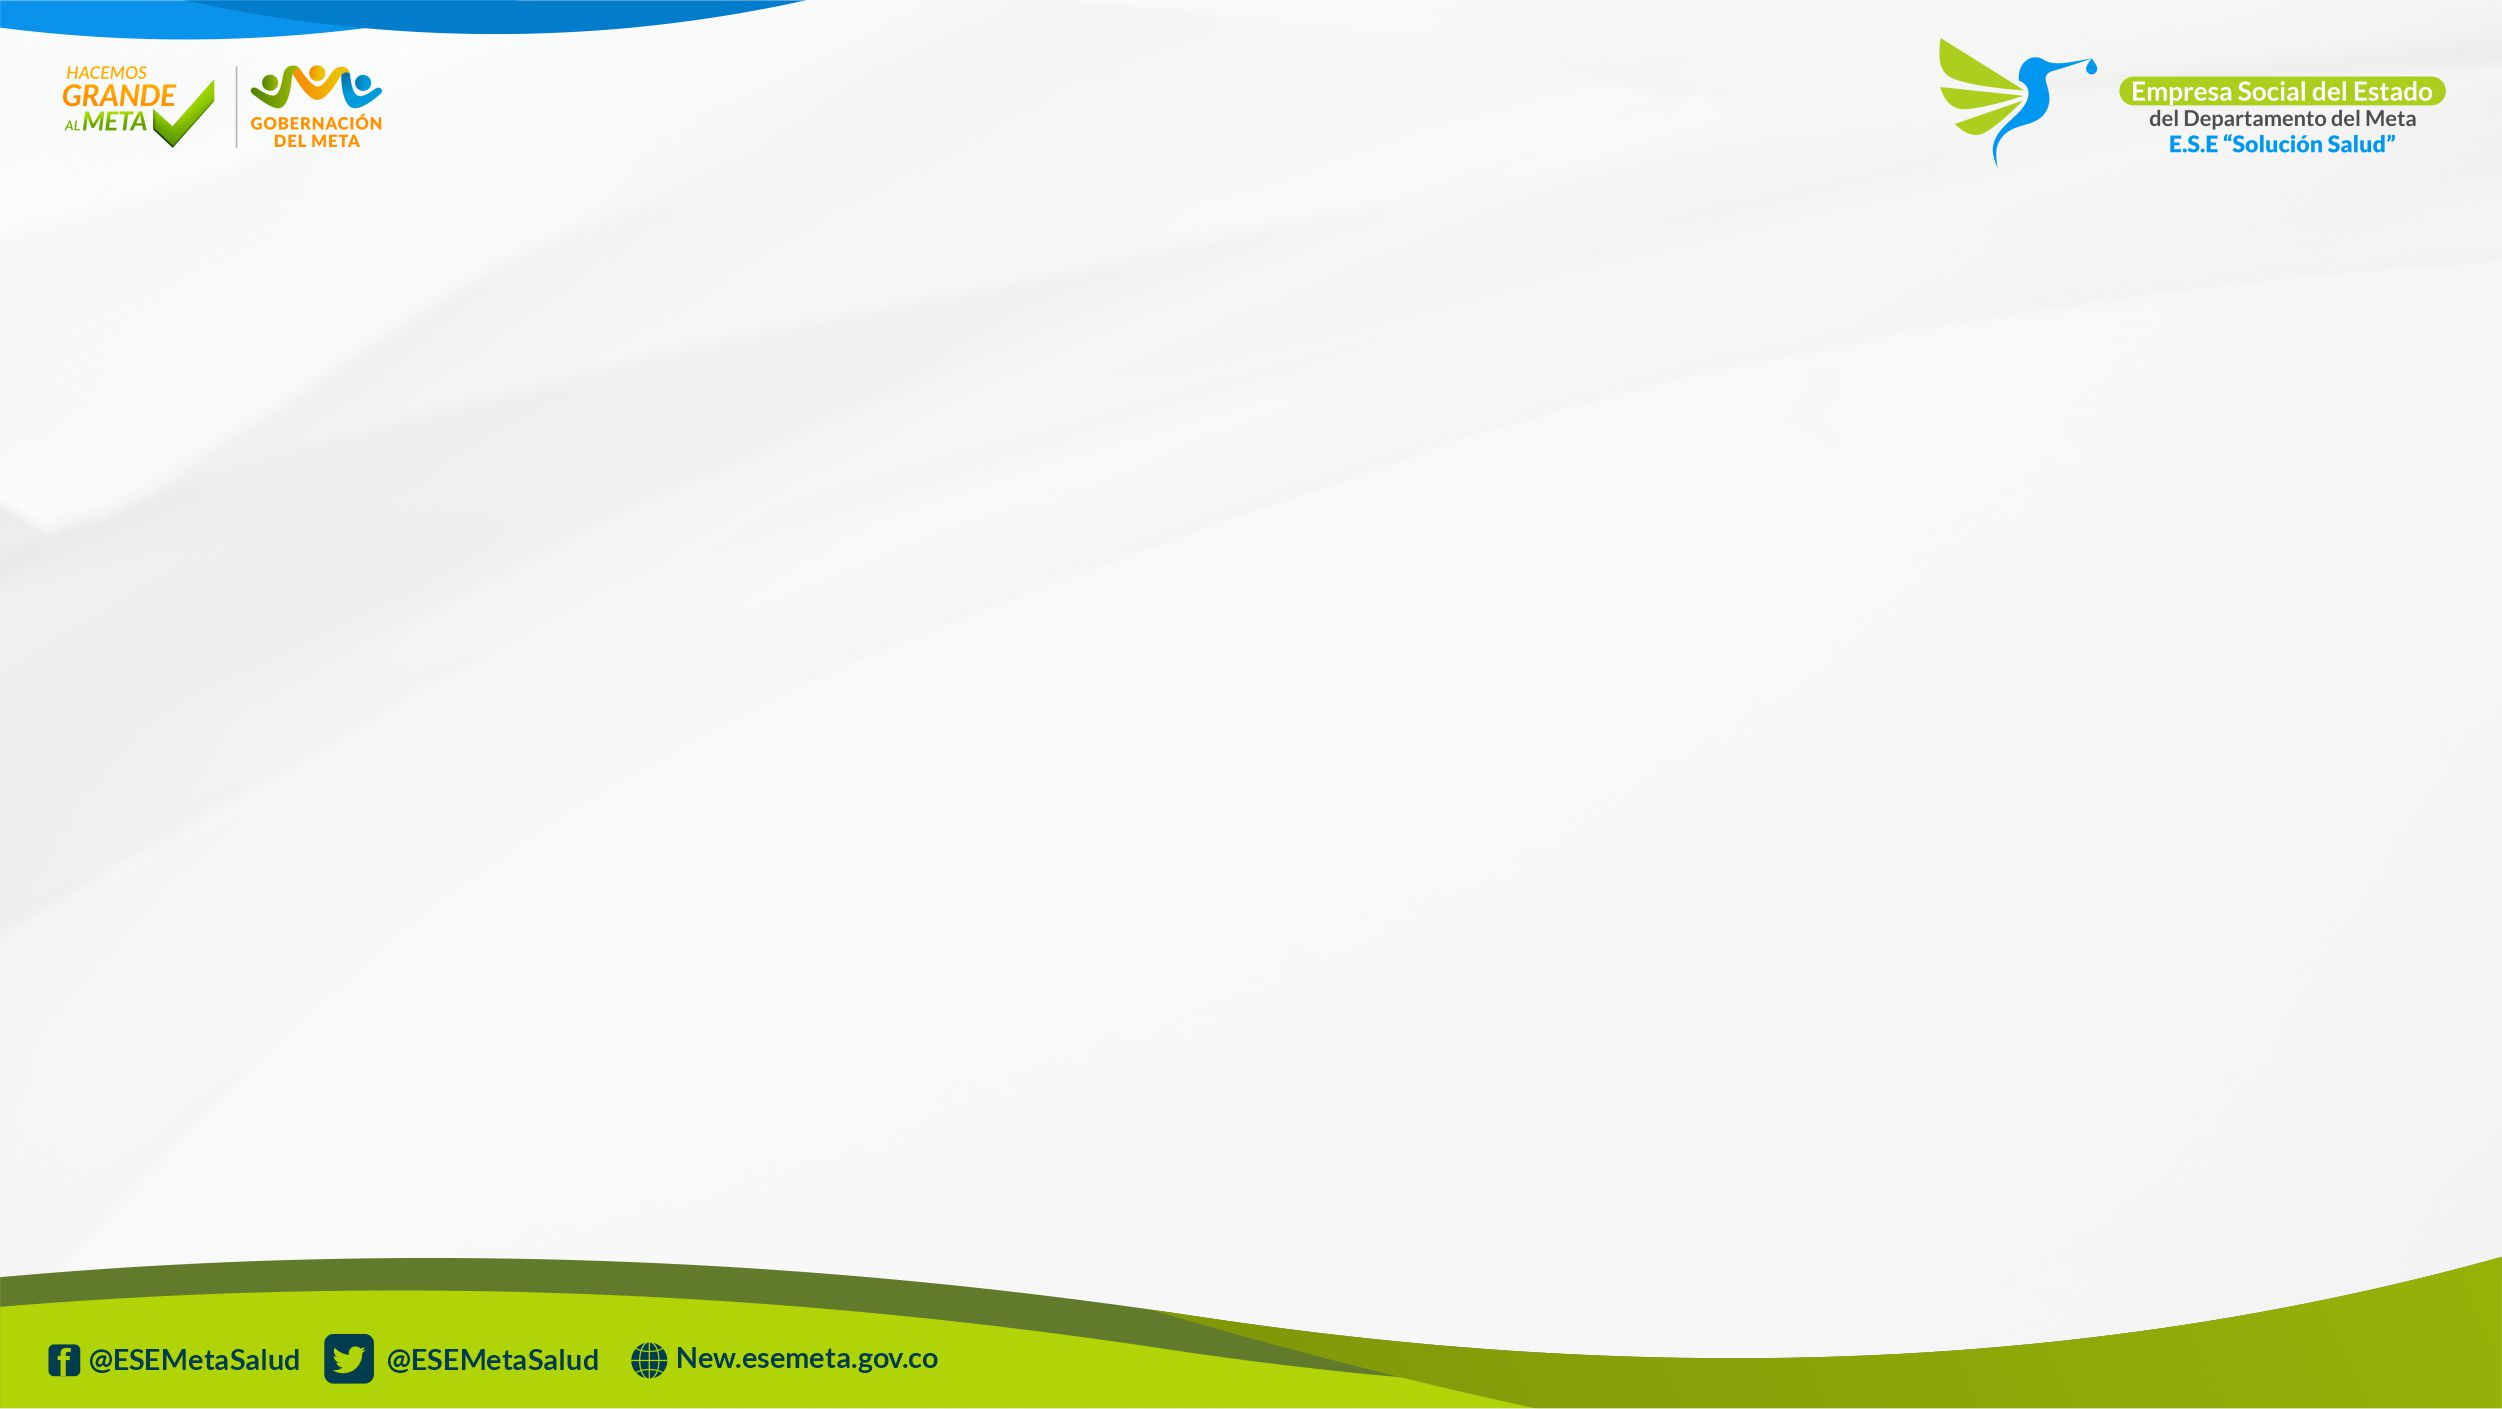 HACEMOS
GRANDE
AL META
GOBERNACIÓN
DEL META
Empresa Social del Estado
del Departamento del Meta
E.S.E “Solución Salud”
@ESEMetaSalud
@ESEMetaSalud
New.esemeta.gov.co